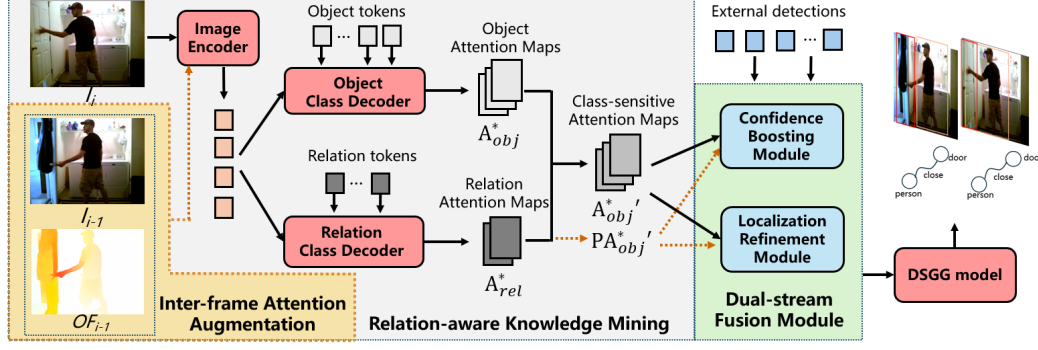 I_i
Image
Encoder
Object tokens
...
Object
Class Decoder
Object
Attention Maps
A*_obj
Relation tokens
...
Relation
Class Decoder
Relation
Attention Maps
A*_rel
Class-sensitive
Attention Maps
A*_obj'
PA*_obj'
I_{i-1}
OF_{i-1}
Inter-frame Attention
Augmentation
Relation-aware Knowledge Mining
External detections
...
Confidence
Boosting
Module
Localization
Refinement
Module
Dual-stream
Fusion Module
door
close
person
door
close
person
DSGG model